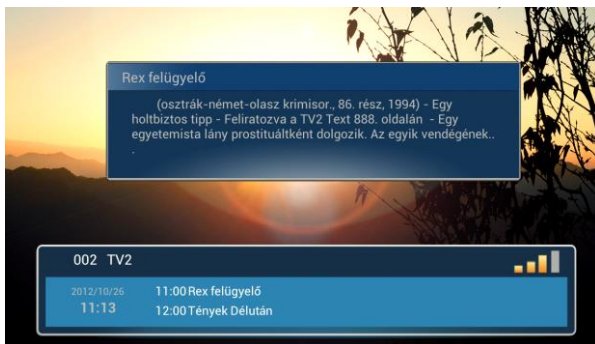 Rex felügyelő
(osztrák-német-olasz krimisor., 86. rész, 1994) - Egy
holtbiztos tipp - Feliratozva a TV2 Text 888. oldalán - Egy
egyetemista lány prostituáltként dolgozik. Az egyik vendégének..
.
002 TV2
2012/10/26
11:13
11:00 Rex felügyelő
12:00 Tények Délután